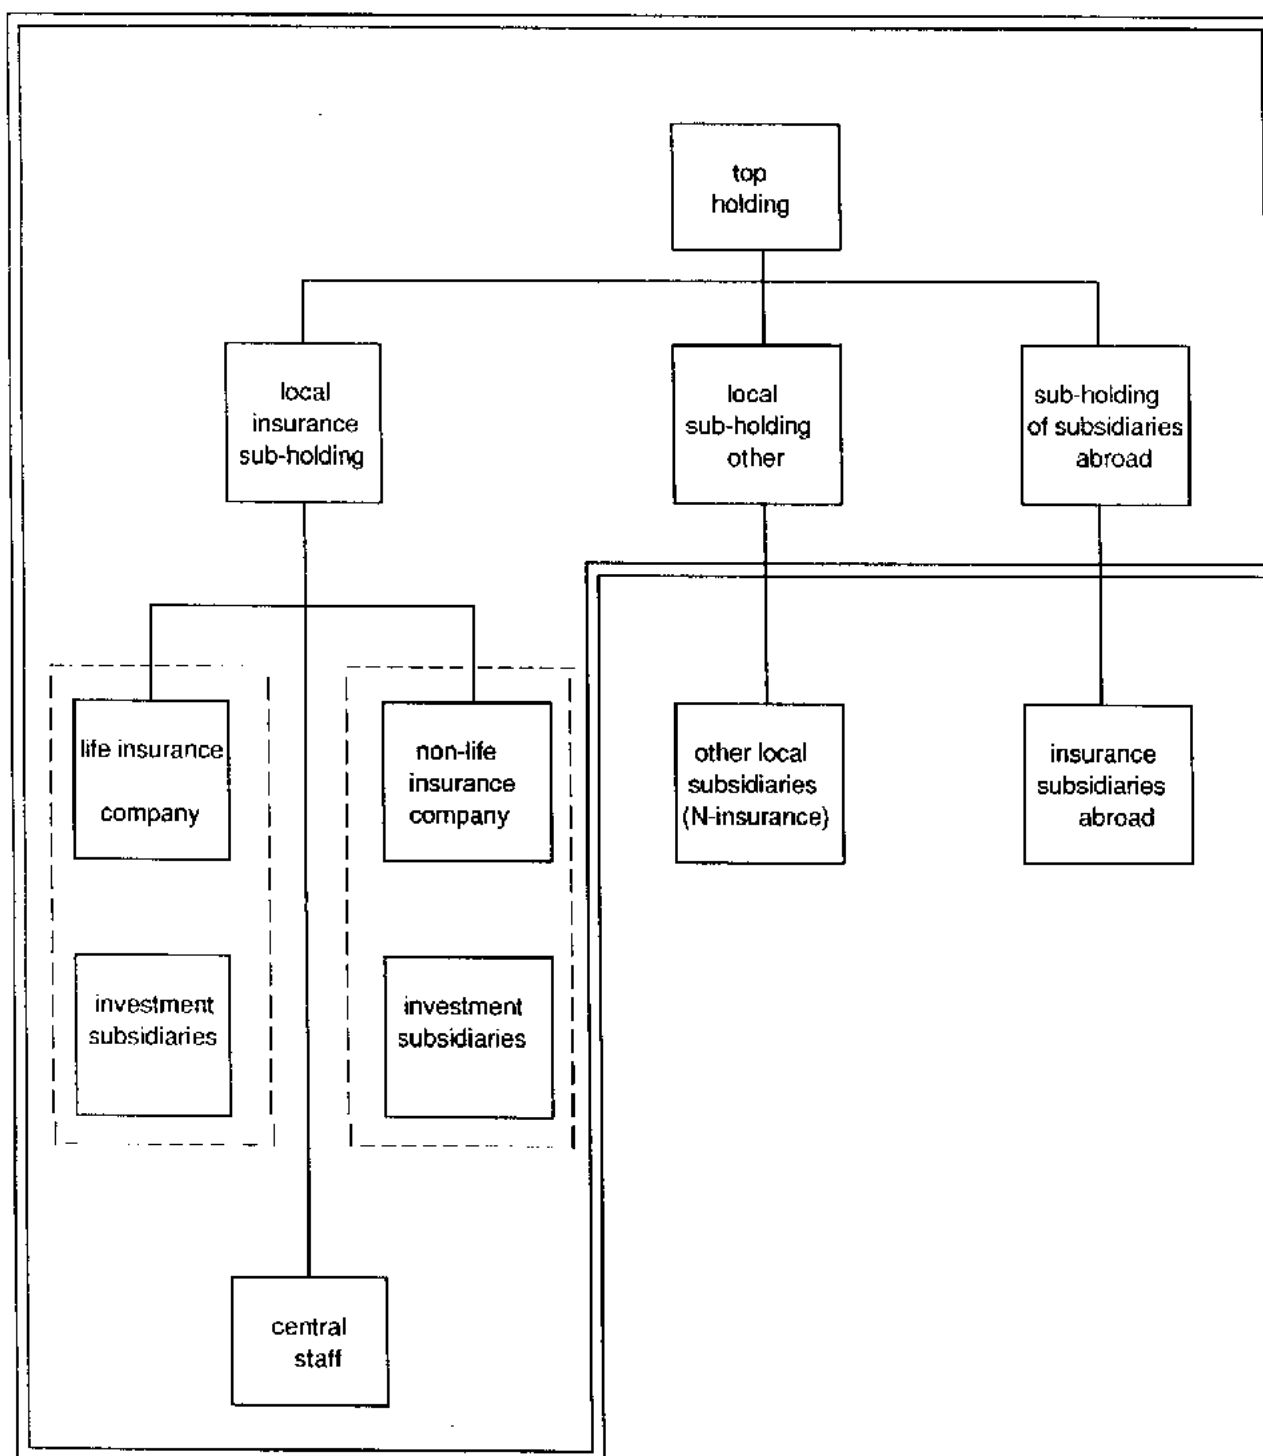 top
holding
local
insurance
sub-holding
local
sub-holding
other
sub-holding
of subsidiaries
abroad
life insurance
company
non-life
insurance
company
other local
subsidiaries
(N-insurance)
insurance
subsidiaries
abroad
investment
subsidiaries
investment
subsidiaries
central
staff